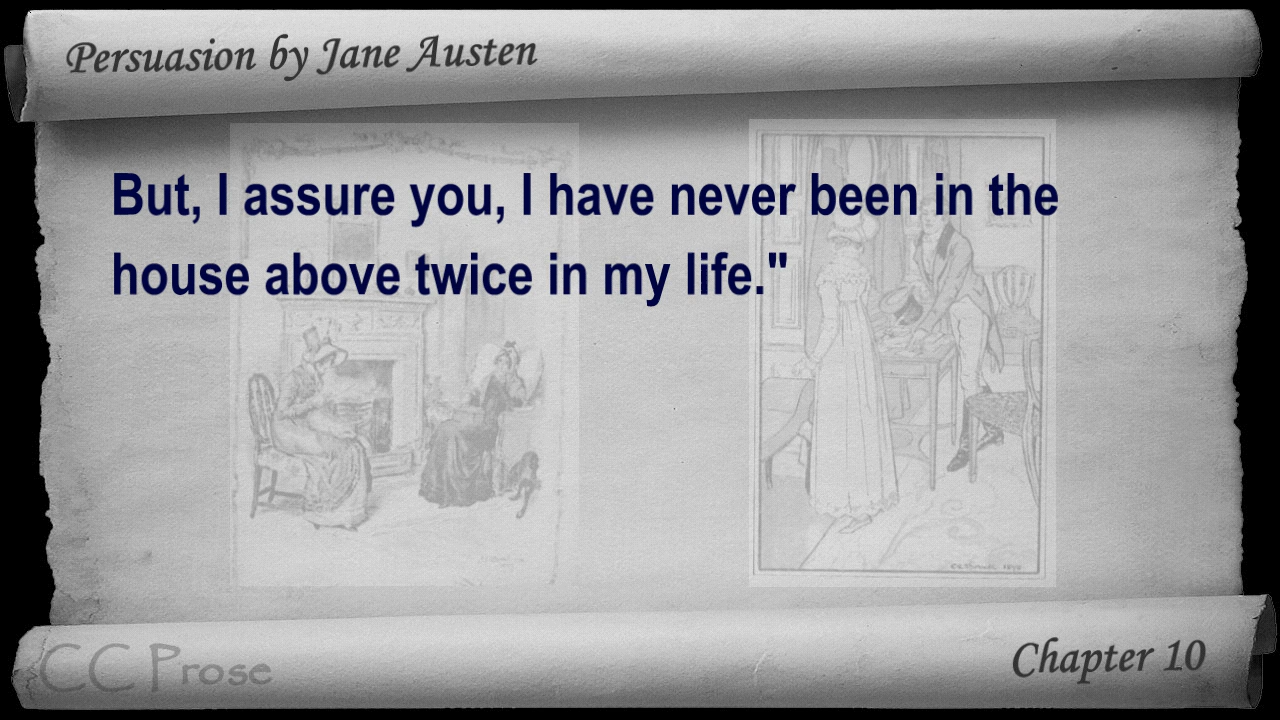 Persuasion by Jane Austen
But, I assure you, I have never been in the
house above twice in my life."
CC Prose
Chapter 10